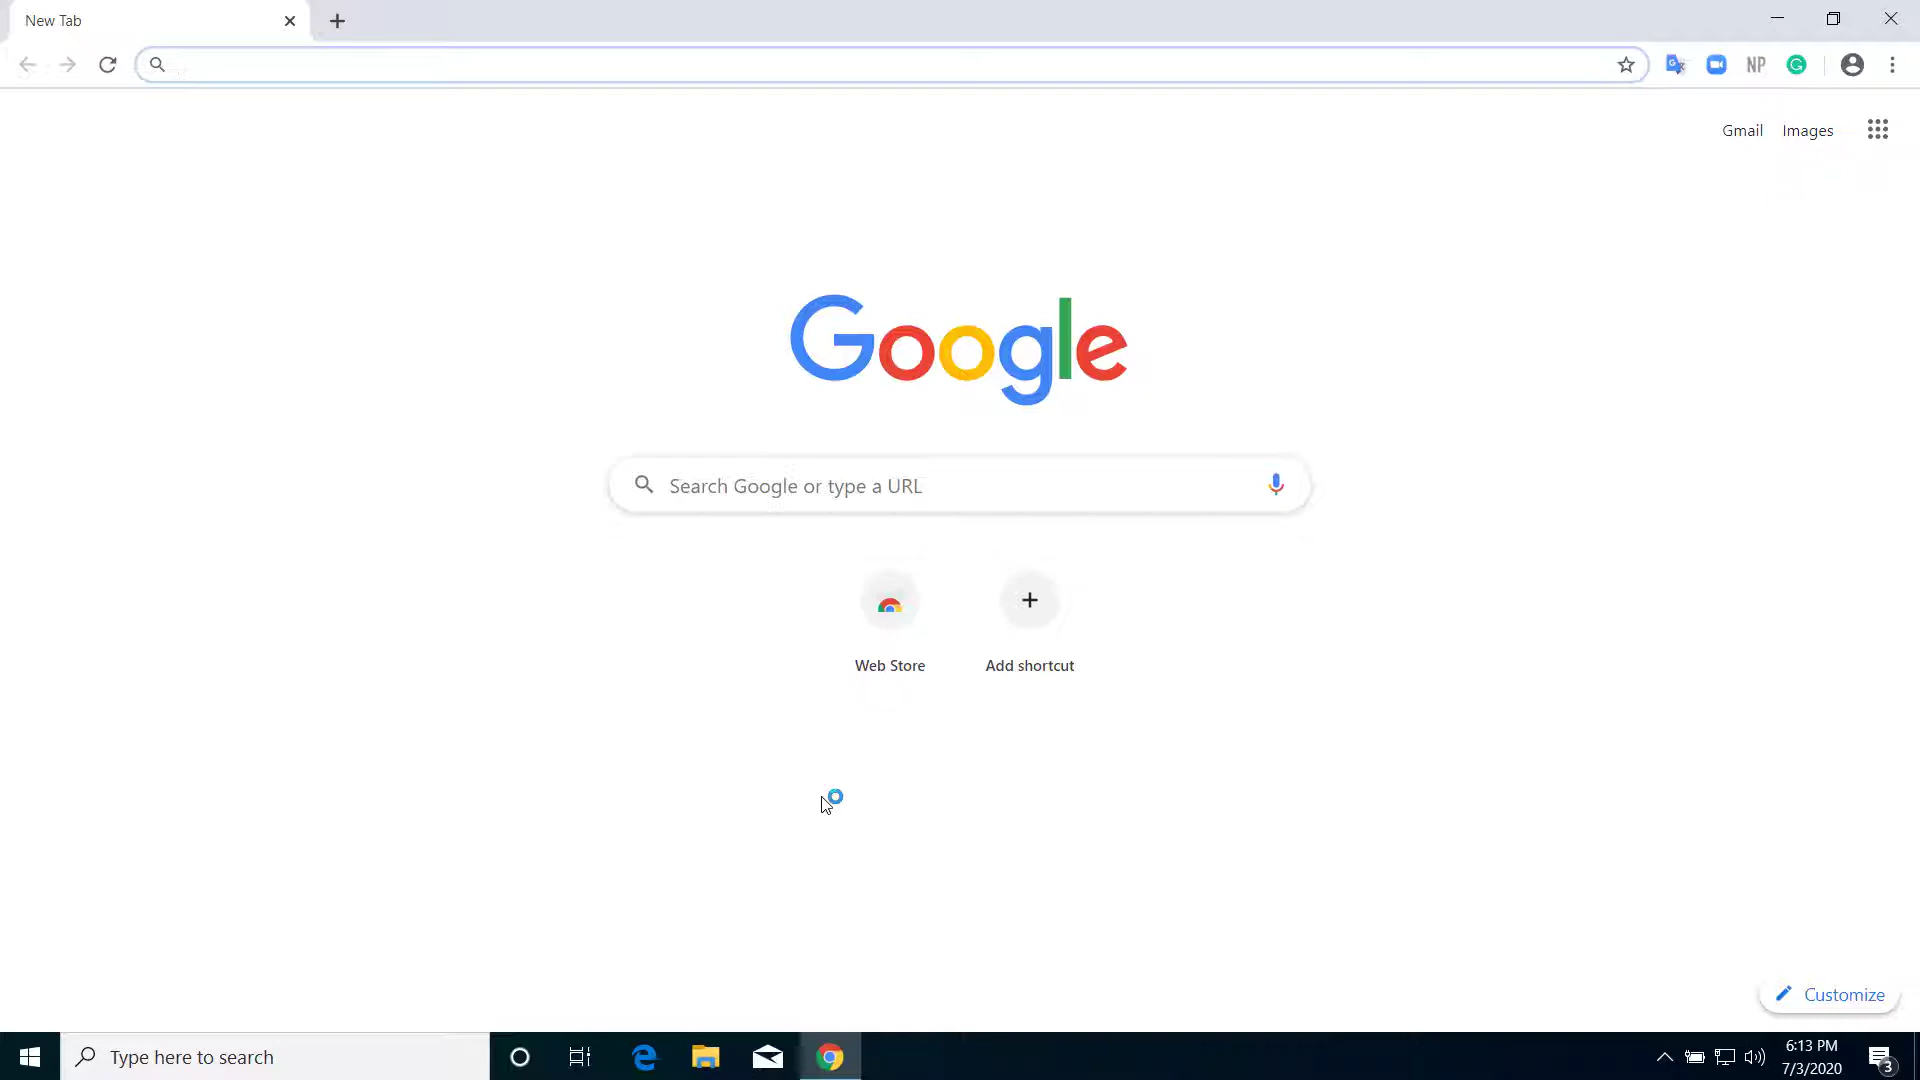 New Tab
Gmail Images
Google
Search Google or type a URL
Web Store Add shortcut
Customize
Type here to search
6:13 PM
7/3/2020
3
NP